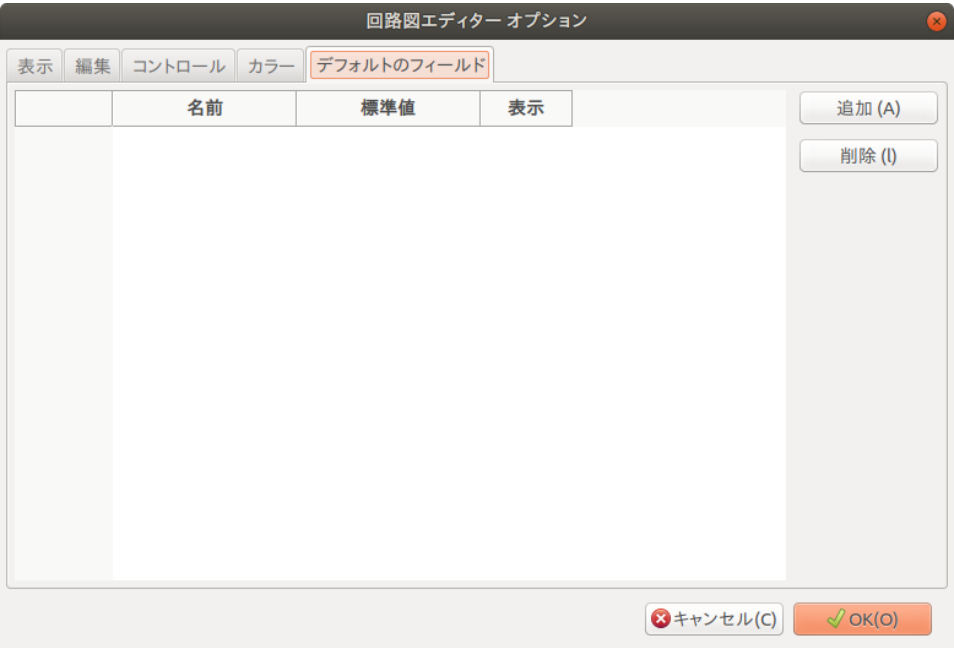 回路図エディター オプション
表示 編集 コントロール カラー デフォルトのフィールド
名前 標準値 表示
追加 (A)
削除 (l)
キャンセル(C) OK(O)